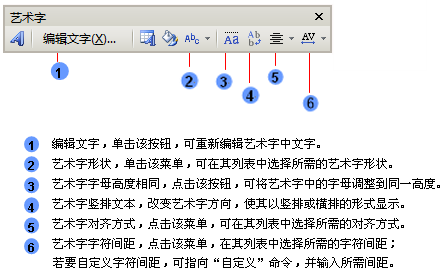 艺术字
编辑文字(X)...
Abc
Aa
Ab
AV
1
2
3
4
5
6
1 编辑文字，单击该按钮，可重新编辑艺术字中文字。
2 艺术字形状，单击该菜单，可在其列表中选择所需的艺术字形状。
3 艺术字字母高度相同，点击该按钮，可将艺术字中的字母调整到同一高度。
4 艺术字竖排文本，改变艺术字方向，使其以竖排或横排的形式显示。
5 艺术字对齐方式，点击该菜单，可在其列表中选择所需的对齐方式。
6 艺术字字符间距，点击该菜单，在其列表中选择所需的字符间距；
若要自定义字符间距，可指向“自定义”命令，并输入所需间距。